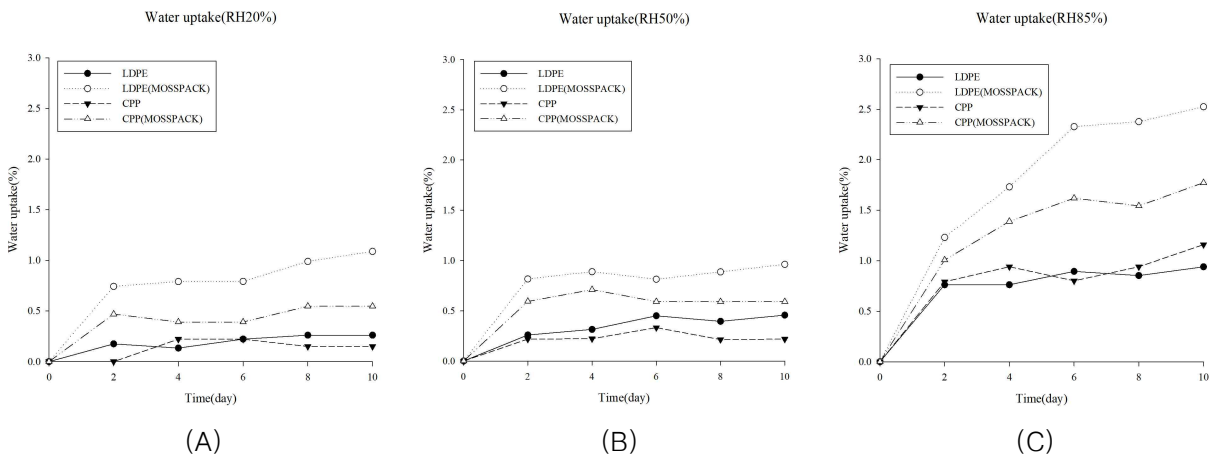 Water uptake(RH20%)
3.0
2.5
2.0
1.5
1.0
0.5
0.0
Water uptake(%)
LDPE
LDPE(MOSSPACK)
CPP
CPP(MOSSPACK)
0 2 4 6 8 10
Time(day)
(A)
Water uptake(RH50%)
3.0
2.5
2.0
1.5
1.0
0.5
0.0
Water uptake(%)
LDPE
LDPE(MOSSPACK)
CPP
CPP(MOSSPACK)
0 2 4 6 8 10
Time(day)
(B)
Water uptake(RH85%)
3.0
2.5
2.0
1.5
1.0
0.5
0.0
Water uptake(%)
LDPE
LDPE(MOSSPACK)
CPP
CPP(MOSSPACK)
0 2 4 6 8 10
Time(day)
(C)